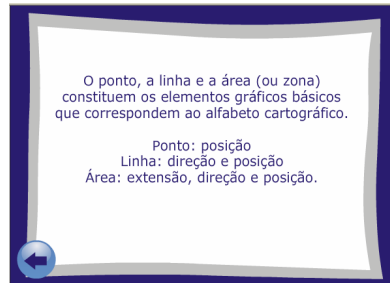 O ponto, a linha e a área (ou zona)
constituem os elementos gráficos básicos
que correspondem ao alfabeto cartográfico.
Ponto: posição
Linha: direção e posição
Área: extensão, direção e posição.